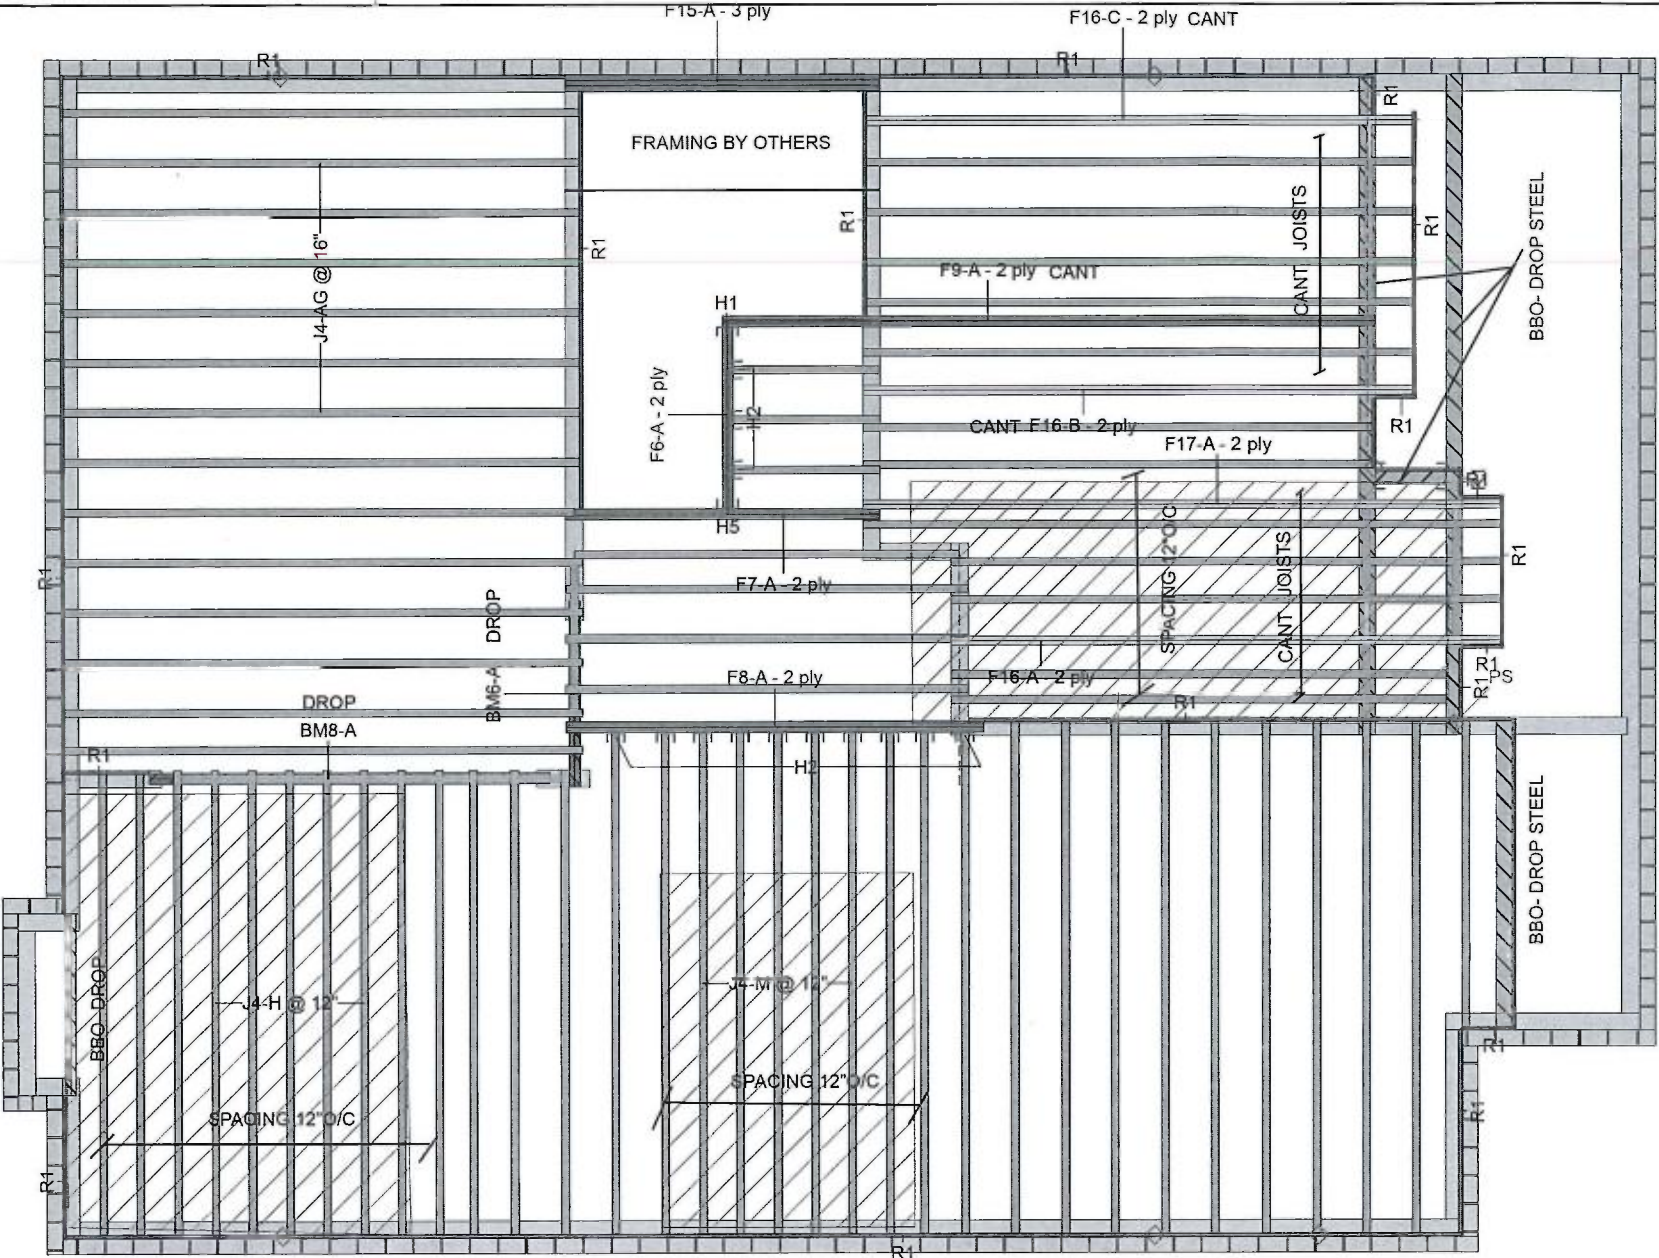 F15-A - 3 ply
F16-C - 2 ply CANT
R1
R1
R1
FRAMING BY OTHERS
CANT. JOISTS
BBO- DROP STEEL
R1
R1
R1
J4-AG @ 16"
F9-A - 2 ply CANT
H1
F6-A - 2 ply
H2
CANT F16-B - 2 ply
R1
F17-A - 2 ply
R1
H5
SPACING 12"O/C
CANT JOISTS
R1
R1
F7-A - 2 ply
DROP
BM6-A
F8-A - 2 ply
F16-A - 2 ply
R1
PS
R1
R1
DROP
BM8-A
R1
H2
BBO- DROP STEEL
BBO- DROP
J4-H @ 12"
J4-M @ 12"
SPACING 12"O/C
SPACING 12"O/C
R1
R1
R1
R1